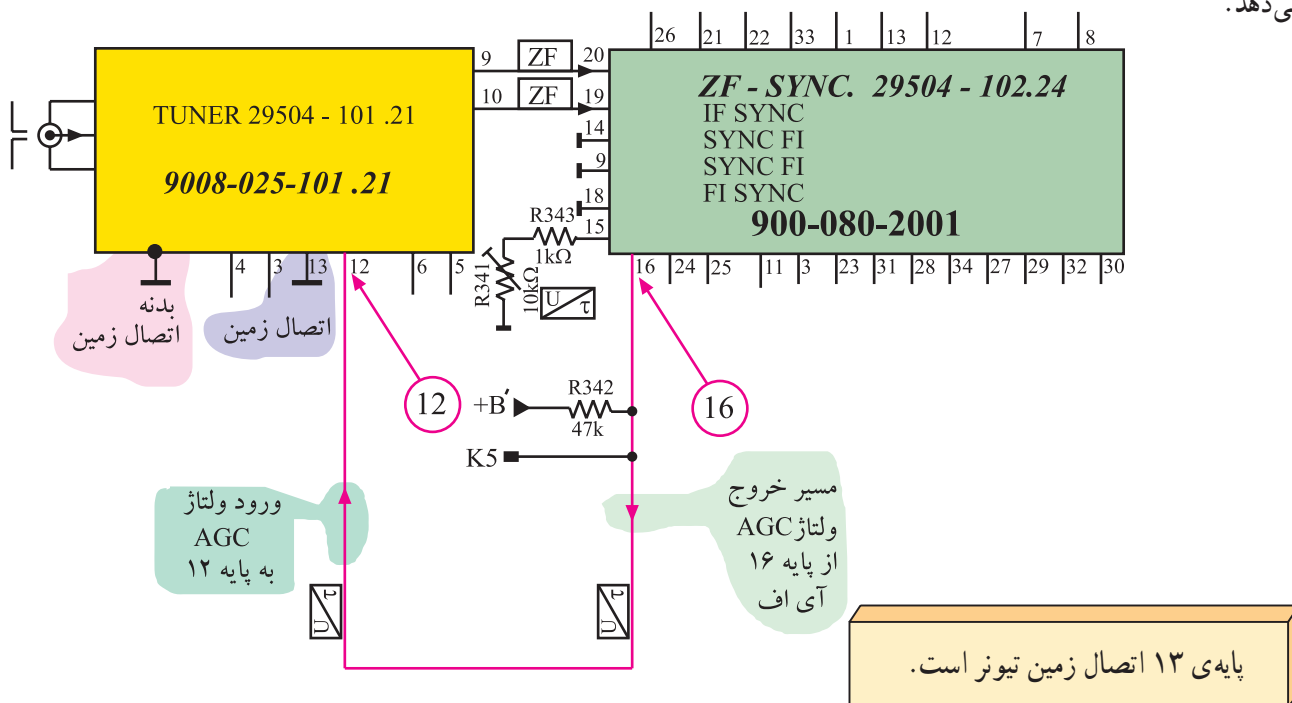 ی‌دهد.
26 21 22 33 1 13 12 7 8
9 ZF 20
10 ZF 19
14
9
18
15
TUNER 29504 - 101 .21
9008-025-101 .21
ZF - SYNC. 29504 - 102.24
IF SYNC
SYNC FI
SYNC FI
FI SYNC
900-080-2001
R343
1kΩ
R341
10kΩ
U τ
4 3 13 12 6 5
16 24 25 11 3 23 31 28 34 27 29 32 30
بدنه
اتصال زمین
اتصال زمین
12
16
+B′
R342
47k
K5
ورود ولتاژ
AGC
به پایه ۱۲
مسیر خروج
ولتاژ AGC
از پایه ۱۶
آی اف
U τ
U τ
پایه‌ی ۱۳ اتصال زمین تیونر است.